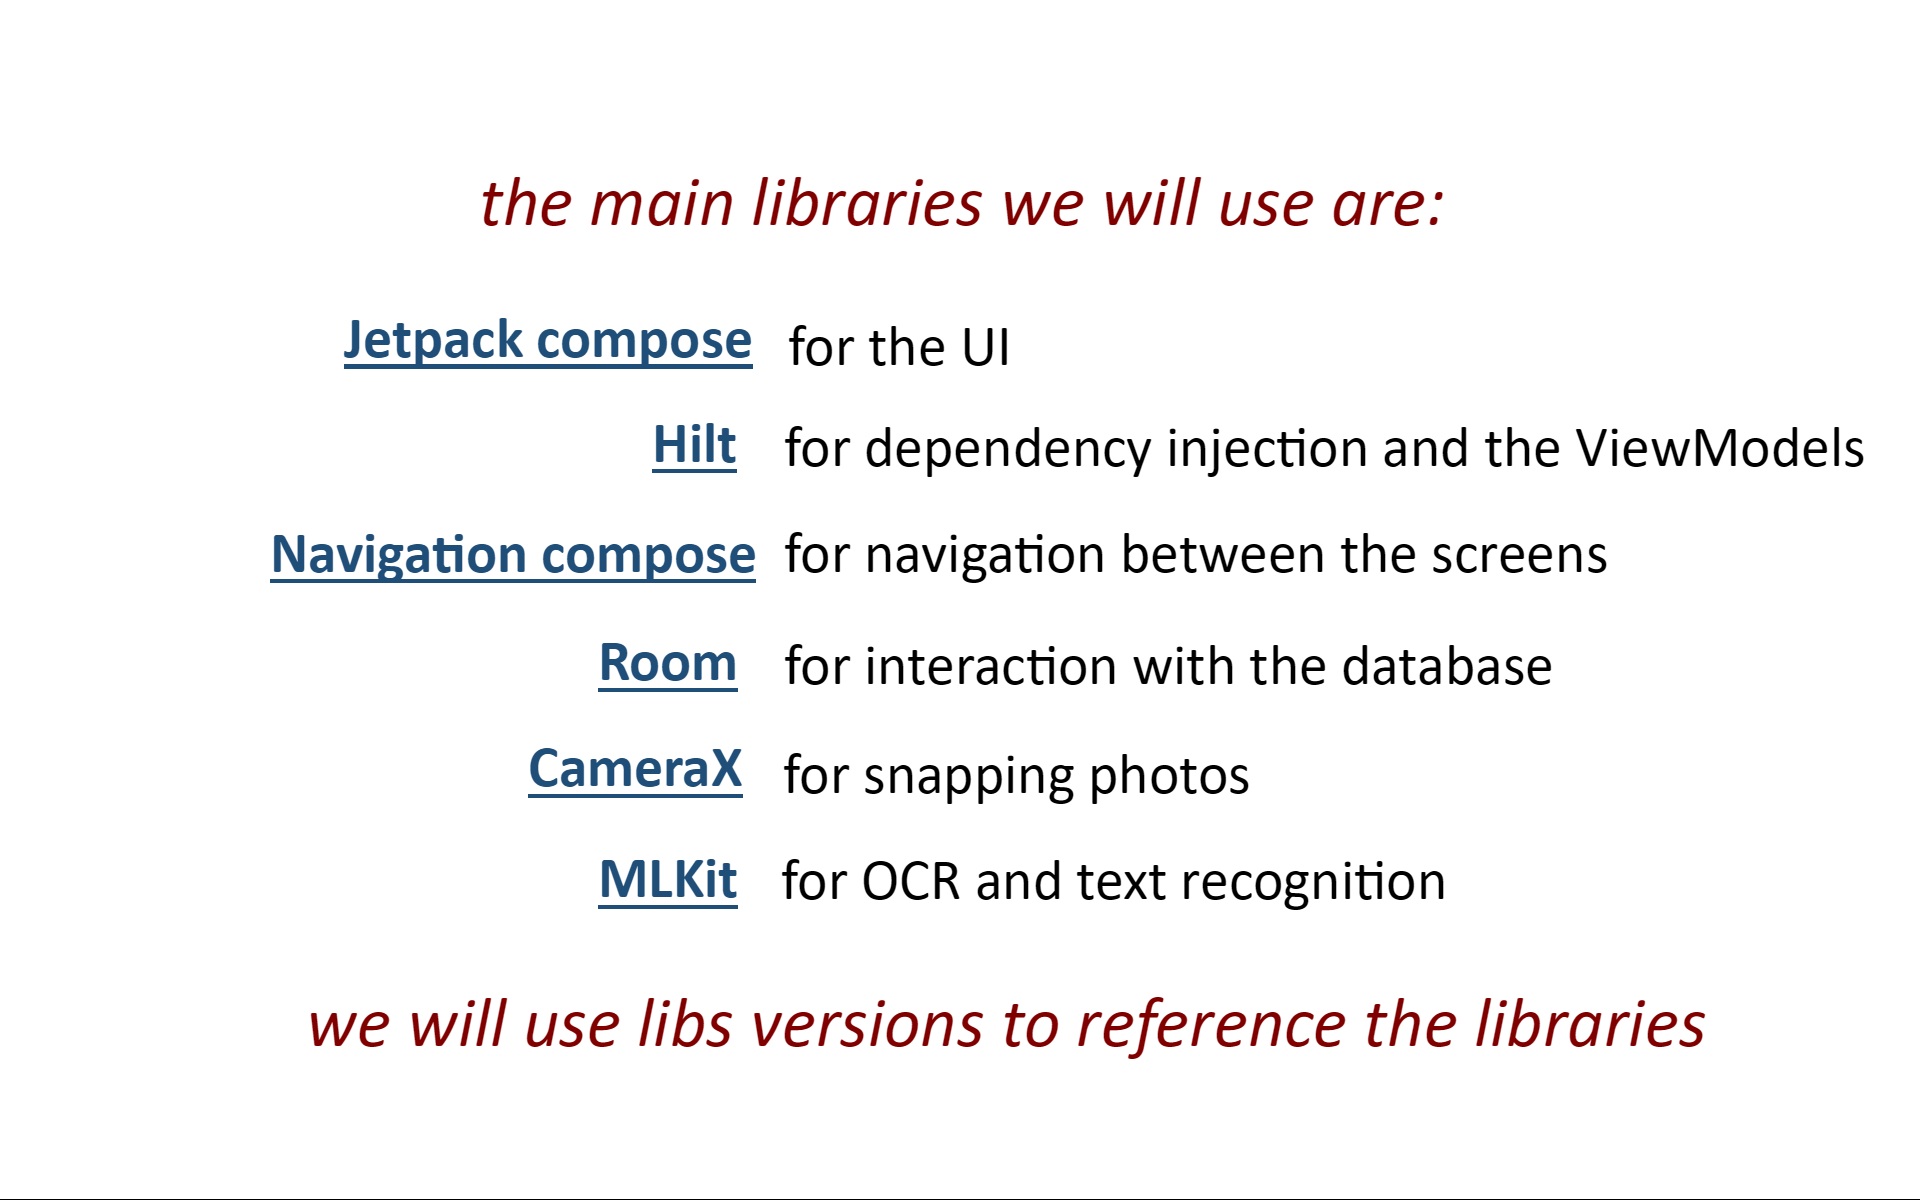 the main libraries we will use are:
Jetpack compose for the UI
Hilt for dependency injection and the ViewModels
Navigation compose for navigation between the screens
Room for interaction with the database
CameraX for snapping photos
MLKit for OCR and text recognition
we will use libs versions to reference the libraries